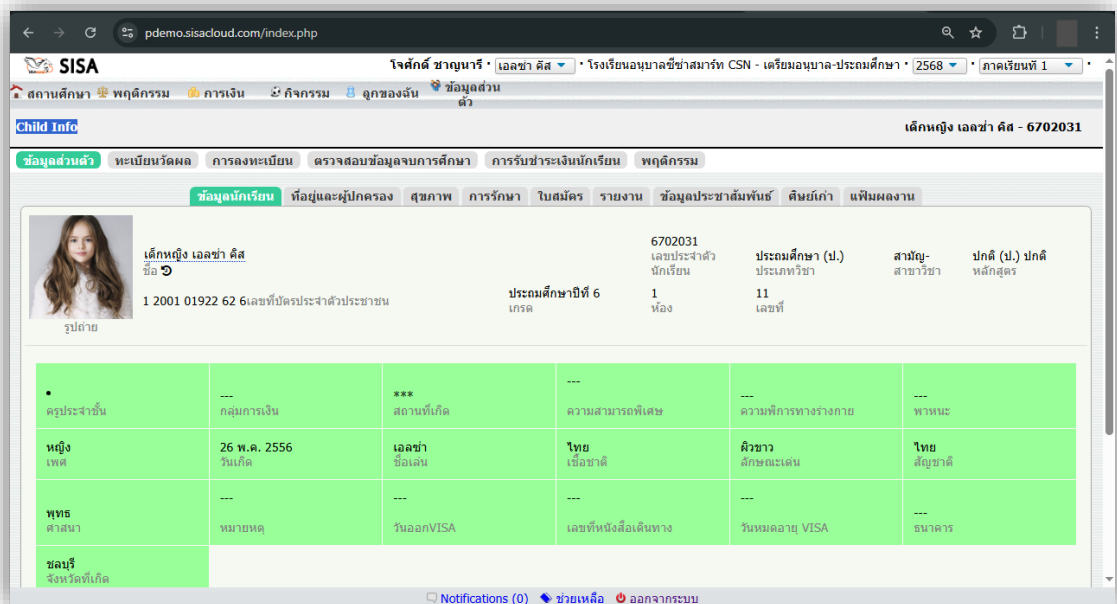 pdemo.sisacloud.com/index.php
SISA โจศักดิ์ ชาญนารี • เอลซ่า คิส • โรงเรียนอนุบาลซีซ่าสมาร์ท CSN - เตรียมอนุบาล-ประถมศึกษา • 2568 • ภาคเรียนที่ 1 •
สถานศึกษา พฤติกรรม การเงิน กิจกรรม ลูกของฉัน ข้อมูลส่วน
ตัว
Child Info เด็กหญิง เอลซ่า คิส - 6702031
ข้อมูลส่วนตัว ทะเบียนวัดผล การลงทะเบียน ตรวจสอบข้อมูลจบการศึกษา การรับชำระเงินนักเรียน พฤติกรรม
ข้อมูลนักเรียน ที่อยู่และผู้ปกครอง สุขภาพ การรักษา ใบสมัคร รายงาน ข้อมูลประชาสัมพันธ์ ศิษย์เก่า แฟ้มผลงาน
เด็กหญิง เอลซ่า คิส 6702031 ประถมศึกษา (ป.) สามัญ- ปกติ (ป.) ปกติ
ชื่อ เลขประจำตัว ประเภทวิชา สาขาวิชา หลักสูตร
นักเรียน
1 2001 01922 62 6เลขที่บัตรประจำตัวประชาชน ประถมศึกษาปีที่ 6 1 11
เกรด ห้อง เลขที่
รูปถ่าย
• --- *** --- --- ---
ครูประจำชั้น กลุ่มการเงิน สถานที่เกิด ความสามารถพิเศษ ความพิการทางร่างกาย พาหนะ
หญิง 26 พ.ค. 2556 เอลซ่า ไทย ผิวขาว ไทย
เพศ วันเกิด ชื่อเล่น เชื้อชาติ ลักษณะเด่น สัญชาติ
พุทธ --- --- --- --- ---
ศาสนา หมายเหตุ วันออกVISA เลขที่หนังสือเดินทาง วันหมดอายุ VISA ธนาคาร
ชลบุรี
จังหวัดที่เกิด
Notifications (0) ช่วยเหลือ ออกจากระบบ